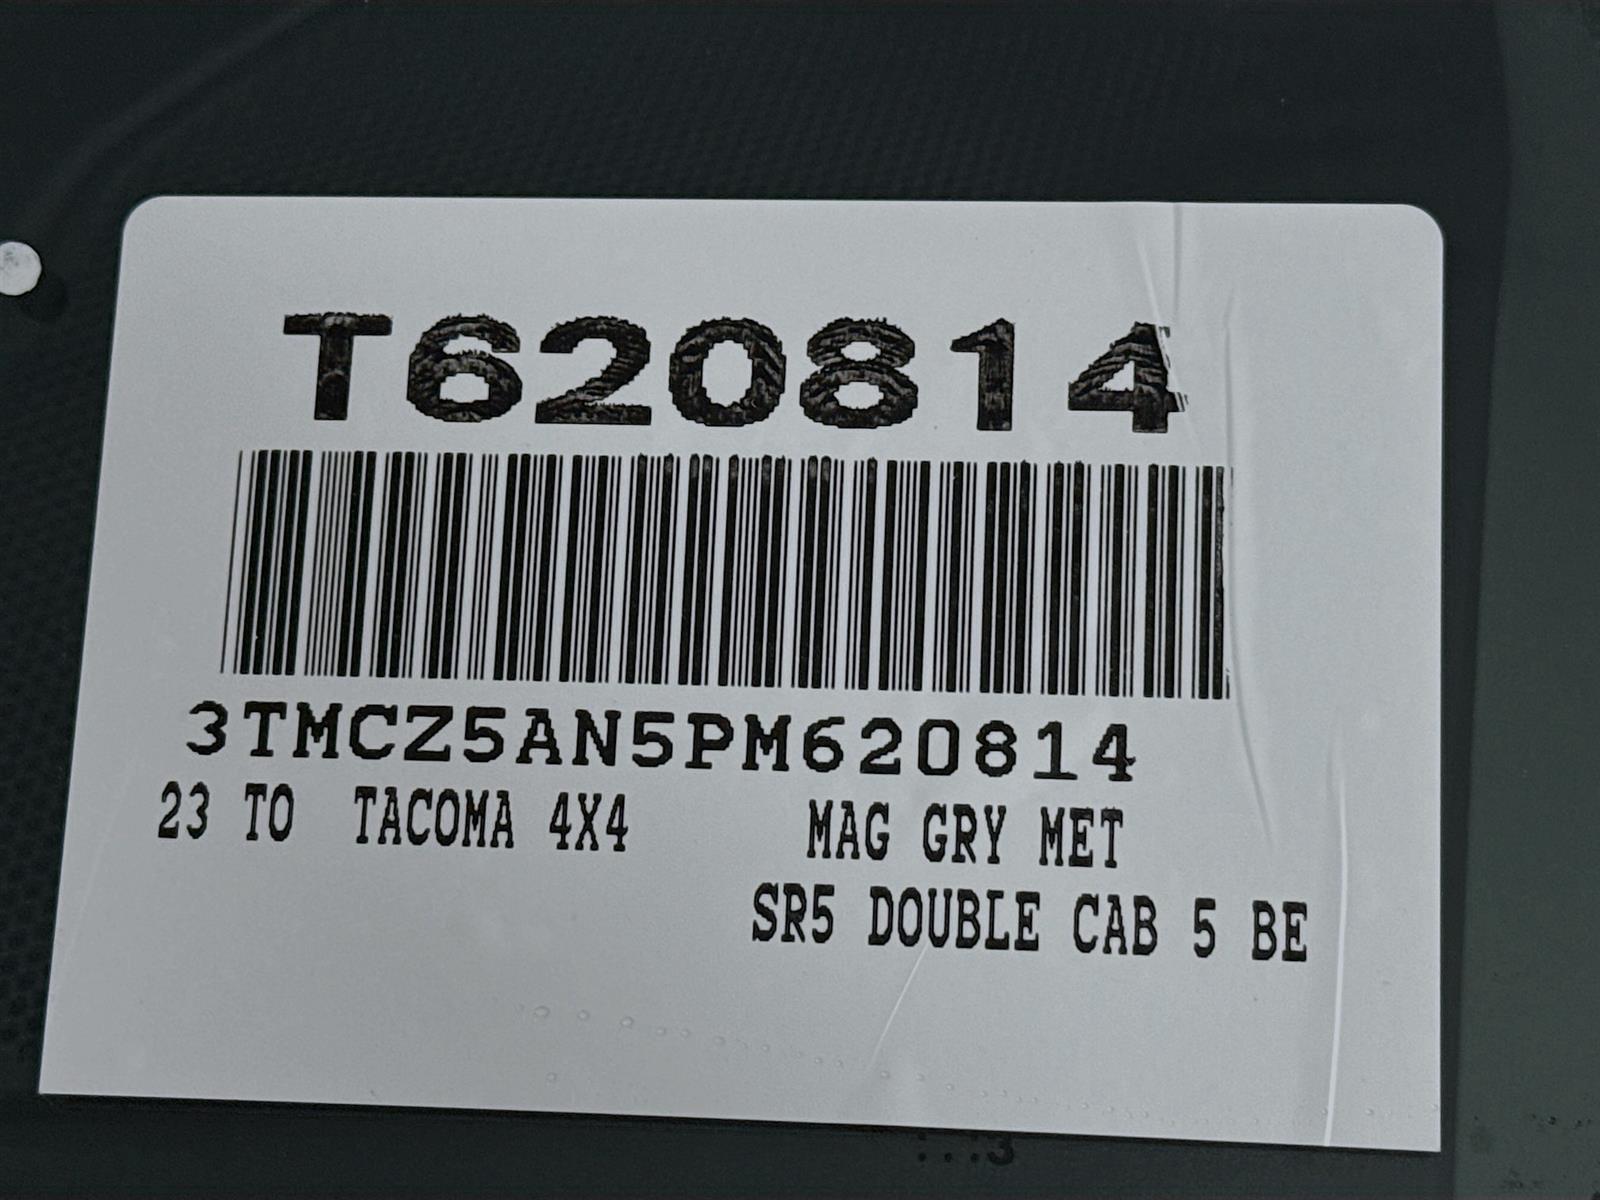 T620814
3TMCZ5AN5PM620814
23 TO TACOMA 4X4 MAG GRY MET
SR5 DOUBLE CAB 5 BE